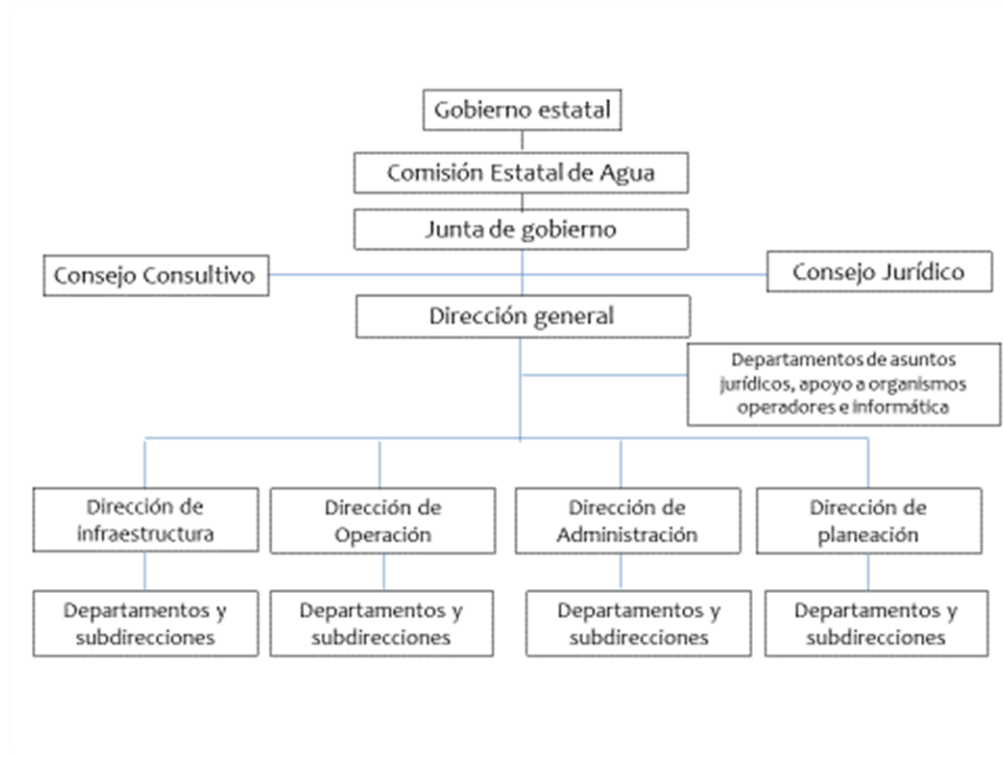 Gobierno estatal
Comisión Estatal de Agua
Junta de gobierno
Consejo Consultivo
Consejo Jurídico
Dirección general
Departamentos de asuntos
jurídicos, apoyo a organismos
operadores e informática
Dirección de
infraestructura
Dirección de
Operación
Dirección de
Administración
Dirección de
planeación
Departamentos y
subdirecciones
Departamentos y
subdirecciones
Departamentos y
subdirecciones
Departamentos y
subdirecciones